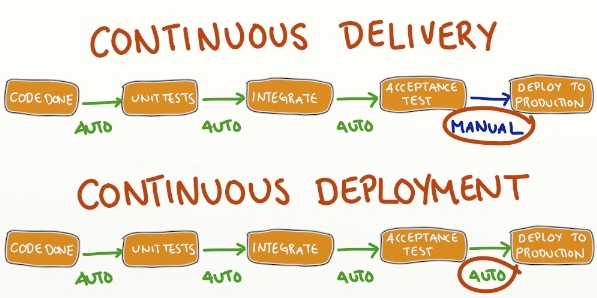 CONTINUOUS DELIVERY
CODE DONE
UNIT TESTS
INTEGRATE
ACCEPTANCE
TEST
DEPLOY TO
PRODUCTION
AUTO
AUTO
AUTO
MANUAL
CONTINUOUS DEPLOYMENT
CODE DONE
UNIT TESTS
INTEGRATE
ACCEPTANCE
TEST
DEPLOY TO
PRODUCTION
AUTO
AUTO
AUTO
AUTO